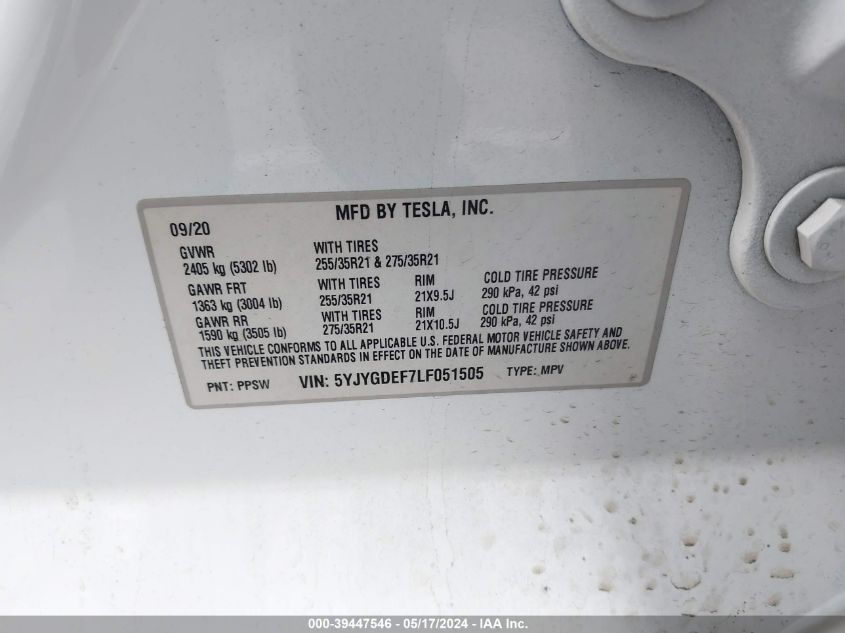 MFD BY TESLA, INC.
09/20
GVWR WITH TIRES
2405 kg (5302 lb) 255/35R21 & 275/35R21
GAWR FRT WITH TIRES RIM COLD TIRE PRESSURE
1363 kg (3004 lb) 255/35R21 21X9.5J 290 kPa, 42 psi
GAWR RR WITH TIRES RIM COLD TIRE PRESSURE
1590 kg (3505 lb) 275/35R21 21X10.5J 290 kPa, 42 psi
THIS VEHICLE CONFORMS TO ALL APPLICABLE U.S. FEDERAL MOTOR VEHICLE SAFETY AND
THEFT PREVENTION STANDARDS IN EFFECT ON THE DATE OF MANUFACTURE SHOWN ABOVE.
PNT: PPSW VIN: 5YJYGDEF7LF051505 TYPE: MPV
000-39447546 - 05/17/2024 - IAA Inc.